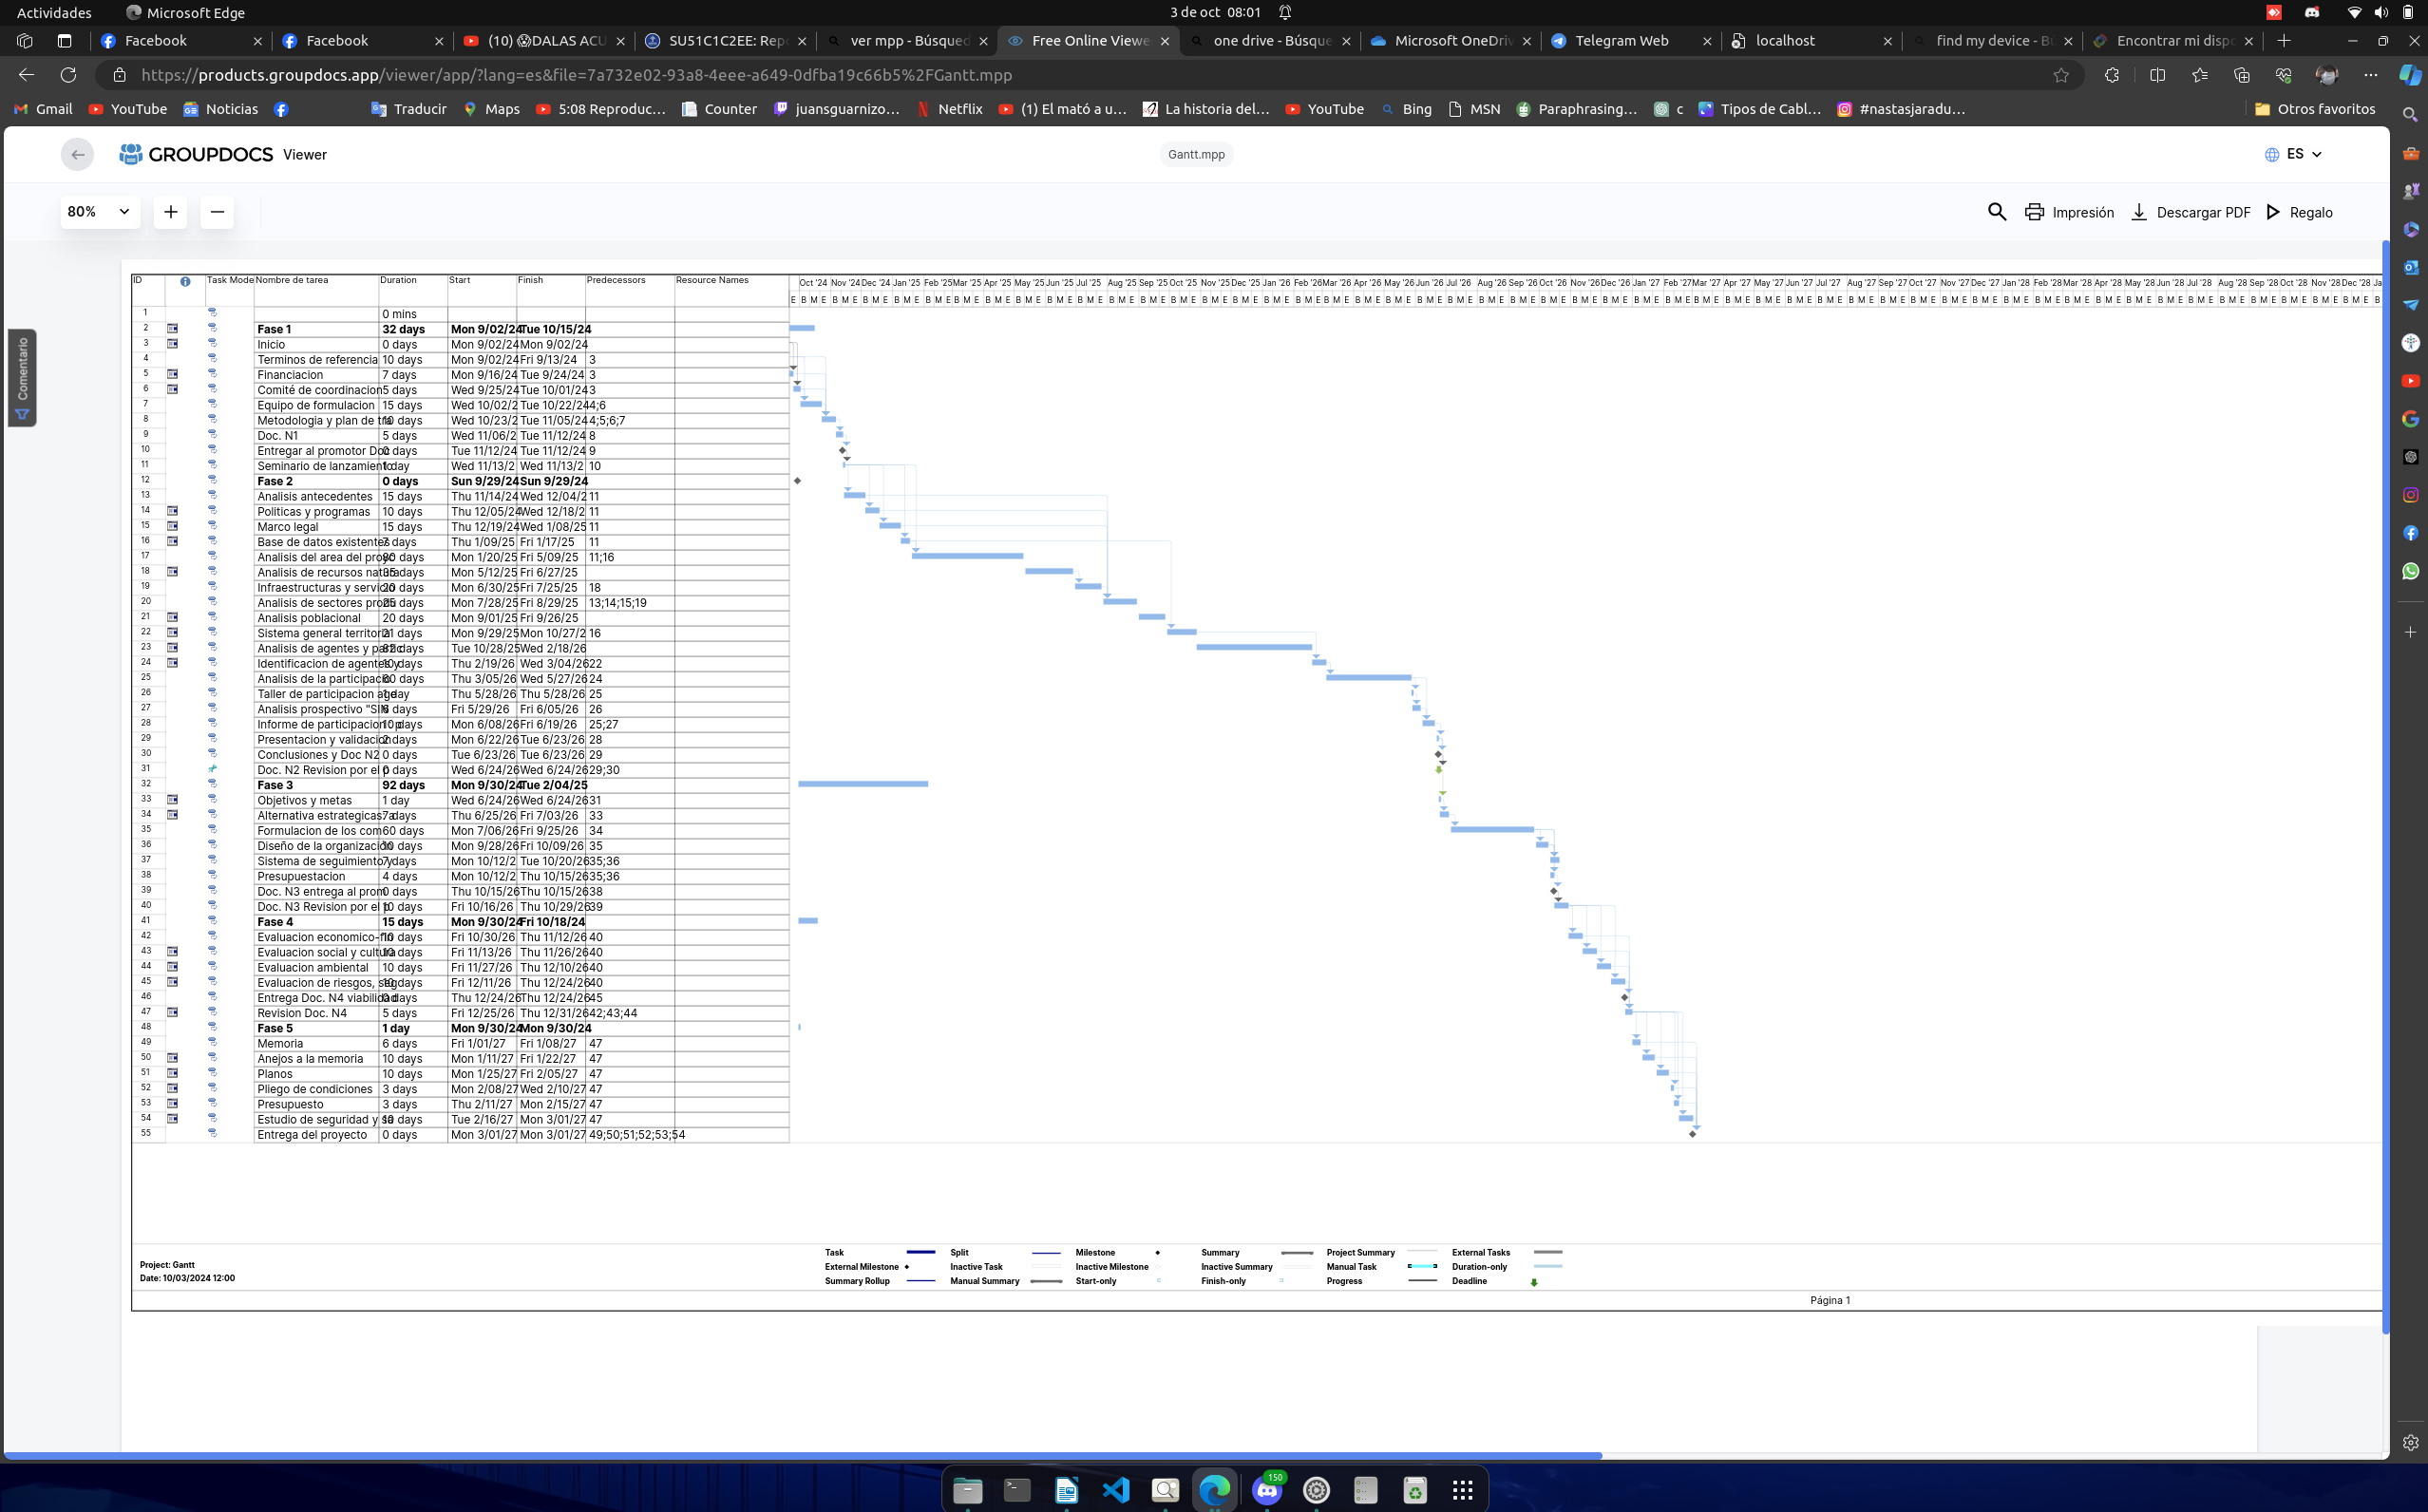 Actividades Microsoft Edge 3 de oct 08:01
Facebook Facebook (10) DALAS ACU SU51C1C2EE: Rep ver mpp - Búsqued Free Online Viewe one drive - Búsque Microsoft OneDriv Telegram Web localhost find my device - Bú Encontrar mi dispo
https://products.groupdocs.app/viewer/app/?lang=es&file=7a732e02-93a8-4eee-a649-0dfba19c66b5%2FGantt.mpp
Gmail YouTube Noticias Traducir Maps 5:08 Reproduc... Counter juansguarnizo... Netflix (1) El mató a u... La historia del... YouTube Bing MSN Paraphrasing... c Tipos de Cabl... #nastasjaradu... Otros favoritos
GROUPDOCS Viewer Gantt.mpp ES
80% Impresión Descargar PDF Regalo
Comentario
ID Task Mode Nombre de tarea Duration Start Finish Predecessors Resource Names
Oct '24 Nov '24 Dec '24 Jan '25 Feb '25 Mar '25 Apr '25 May '25 Jun '25 Jul '25 Aug '25 Sep '25 Oct '25 Nov '25 Dec '25 Jan '26 Feb '26 Mar '26 Apr '26 May '26 Jun '26 Jul '26 Aug '26 Sep '26 Oct '26 Nov '26 Dec '26 Jan '27 Feb '27 Mar '27 Apr '27 May '27 Jun '27 Jul '27 Aug '27 Sep '27 Oct '27 Nov '27 Dec '27 Jan '28 Feb '28 Mar '28 Apr '28 May '28 Jun '28 Jul '28 Aug '28 Sep '28 Oct '28 Nov '28 Dec '28 Ja
1 0 mins
2 Fase 1 32 days Mon 9/02/24 Tue 10/15/24
3 Inicio 0 days Mon 9/02/24 Mon 9/02/24
4 Terminos de referencia 10 days Mon 9/02/24 Fri 9/13/24 3
5 Financiacion 7 days Mon 9/16/24 Tue 9/24/24 3
6 Comité de coordinacion 5 days Wed 9/25/24 Tue 10/01/24 3
7 Equipo de formulacion 15 days Wed 10/02/2 Tue 10/22/24 4;6
8 Metodologia y plan de tra 10 days Wed 10/23/2 Tue 11/05/24 4;5;6;7
9 Doc. N1 5 days Wed 11/06/2 Tue 11/12/24 8
10 Entregar al promotor Doc 0 days Tue 11/12/24 Tue 11/12/24 9
11 Seminario de lanzamiento 1 day Wed 11/13/2 Wed 11/13/2 10
12 Fase 2 0 days Sun 9/29/24 Sun 9/29/24
13 Analisis antecedentes 15 days Thu 11/14/24 Wed 12/04/2 11
14 Politicas y programas 10 days Thu 12/05/24 Wed 12/18/2 11
15 Marco legal 15 days Thu 12/19/24 Wed 1/08/25 11
16 Base de datos existentes 7 days Thu 1/09/25 Fri 1/17/25 11
17 Analisis del area del proye 80 days Mon 1/20/25 Fri 5/09/25 11;16
18 Analisis de recursos natura 35 days Mon 5/12/25 Fri 6/27/25
19 Infraestructuras y servicio 20 days Mon 6/30/25 Fri 7/25/25 18
20 Analisis de sectores produ 25 days Mon 7/28/25 Fri 8/29/25 13;14;15;19
21 Analisis poblacional 20 days Mon 9/01/25 Fri 9/26/25
22 Sistema general territoria 21 days Mon 9/29/25 Mon 10/27/2 16
23 Analisis de agentes y partic 82 days Tue 10/28/25 Wed 2/18/26
24 Identificacion de agentes y 10 days Thu 2/19/26 Wed 3/04/26 22
25 Analisis de la participacio 60 days Thu 3/05/26 Wed 5/27/26 24
26 Taller de participacion age 1 day Thu 5/28/26 Thu 5/28/26 25
27 Analisis prospectivo "SIN 6 days Fri 5/29/26 Fri 6/05/26 26
28 Informe de participacion p 10 days Mon 6/08/26 Fri 6/19/26 25;27
29 Presentacion y validacion 2 days Mon 6/22/26 Tue 6/23/26 28
30 Conclusiones y Doc N2 0 days Tue 6/23/26 Tue 6/23/26 29
31 Doc. N2 Revision por el p 0 days Wed 6/24/26 Wed 6/24/26 29;30
32 Fase 3 92 days Mon 9/30/24 Tue 2/04/25
33 Objetivos y metas 1 day Wed 6/24/26 Wed 6/24/26 31
34 Alternativa estrategicas a 7 days Thu 6/25/26 Fri 7/03/26 33
35 Formulacion de los com 60 days Mon 7/06/26 Fri 9/25/26 34
36 Diseño de la organizacio 10 days Mon 9/28/26 Fri 10/09/26 35
37 Sistema de seguimiento y 7 days Mon 10/12/2 Tue 10/20/26 35;36
38 Presupuestacion 4 days Mon 10/12/2 Thu 10/15/26 35;36
39 Doc. N3 entrega al prom 0 days Thu 10/15/26 Thu 10/15/26 38
40 Doc. N3 Revision por el p 10 days Fri 10/16/26 Thu 10/29/26 39
41 Fase 4 15 days Mon 9/30/24 Fri 10/18/24
42 Evaluacion economico-fin 10 days Fri 10/30/26 Thu 11/12/26 40
43 Evaluacion social y cultura 10 days Fri 11/13/26 Thu 11/26/26 40
44 Evaluacion ambiental 10 days Fri 11/27/26 Thu 12/10/26 40
45 Evaluacion de riesgos, seg 10 days Fri 12/11/26 Thu 12/24/26 40
46 Entrega Doc. N4 viabilidad 0 days Thu 12/24/26 Thu 12/24/26 45
47 Revision Doc. N4 5 days Fri 12/25/26 Thu 12/31/26 42;43;44
48 Fase 5 1 day Mon 9/30/24 Mon 9/30/24
49 Memoria 6 days Fri 1/01/27 Fri 1/08/27 47
50 Anejos a la memoria 10 days Mon 1/11/27 Fri 1/22/27 47
51 Planos 10 days Mon 1/25/27 Fri 2/05/27 47
52 Pliego de condiciones 3 days Mon 2/08/27 Wed 2/10/27 47
53 Presupuesto 3 days Thu 2/11/27 Mon 2/15/27 47
54 Estudio de seguridad y sa 10 days Tue 2/16/27 Mon 3/01/27 47
55 Entrega del proyecto 0 days Mon 3/01/27 Mon 3/01/27 49;50;51;52;53;54
Project: Gantt
Date: 10/03/2024 12:00
Task Split Milestone Summary Project Summary External Tasks
External Milestone Inactive Task Inactive Milestone Inactive Summary Manual Task Duration-only
Summary Rollup Manual Summary Start-only Finish-only Progress Deadline
Página 1
150